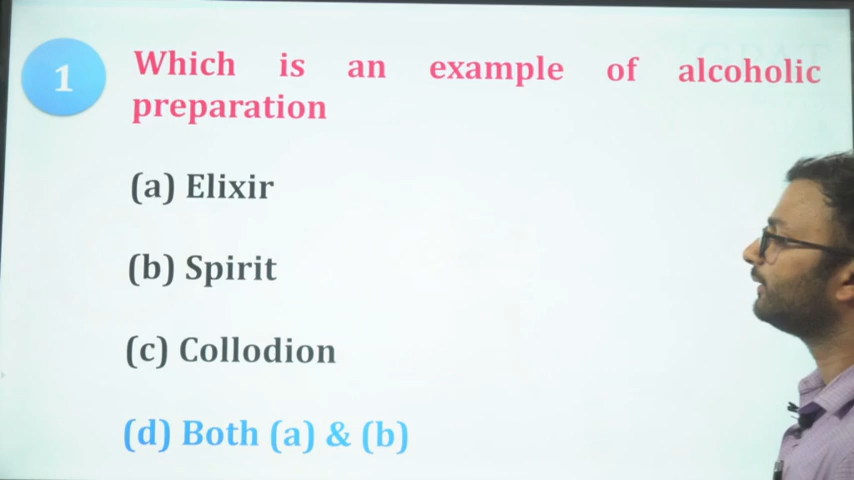 1
Which is an example of alcoholic
preparation
(a) Elixir
(b) Spirit
(c) Collodion
(d) Both (a) & (b)